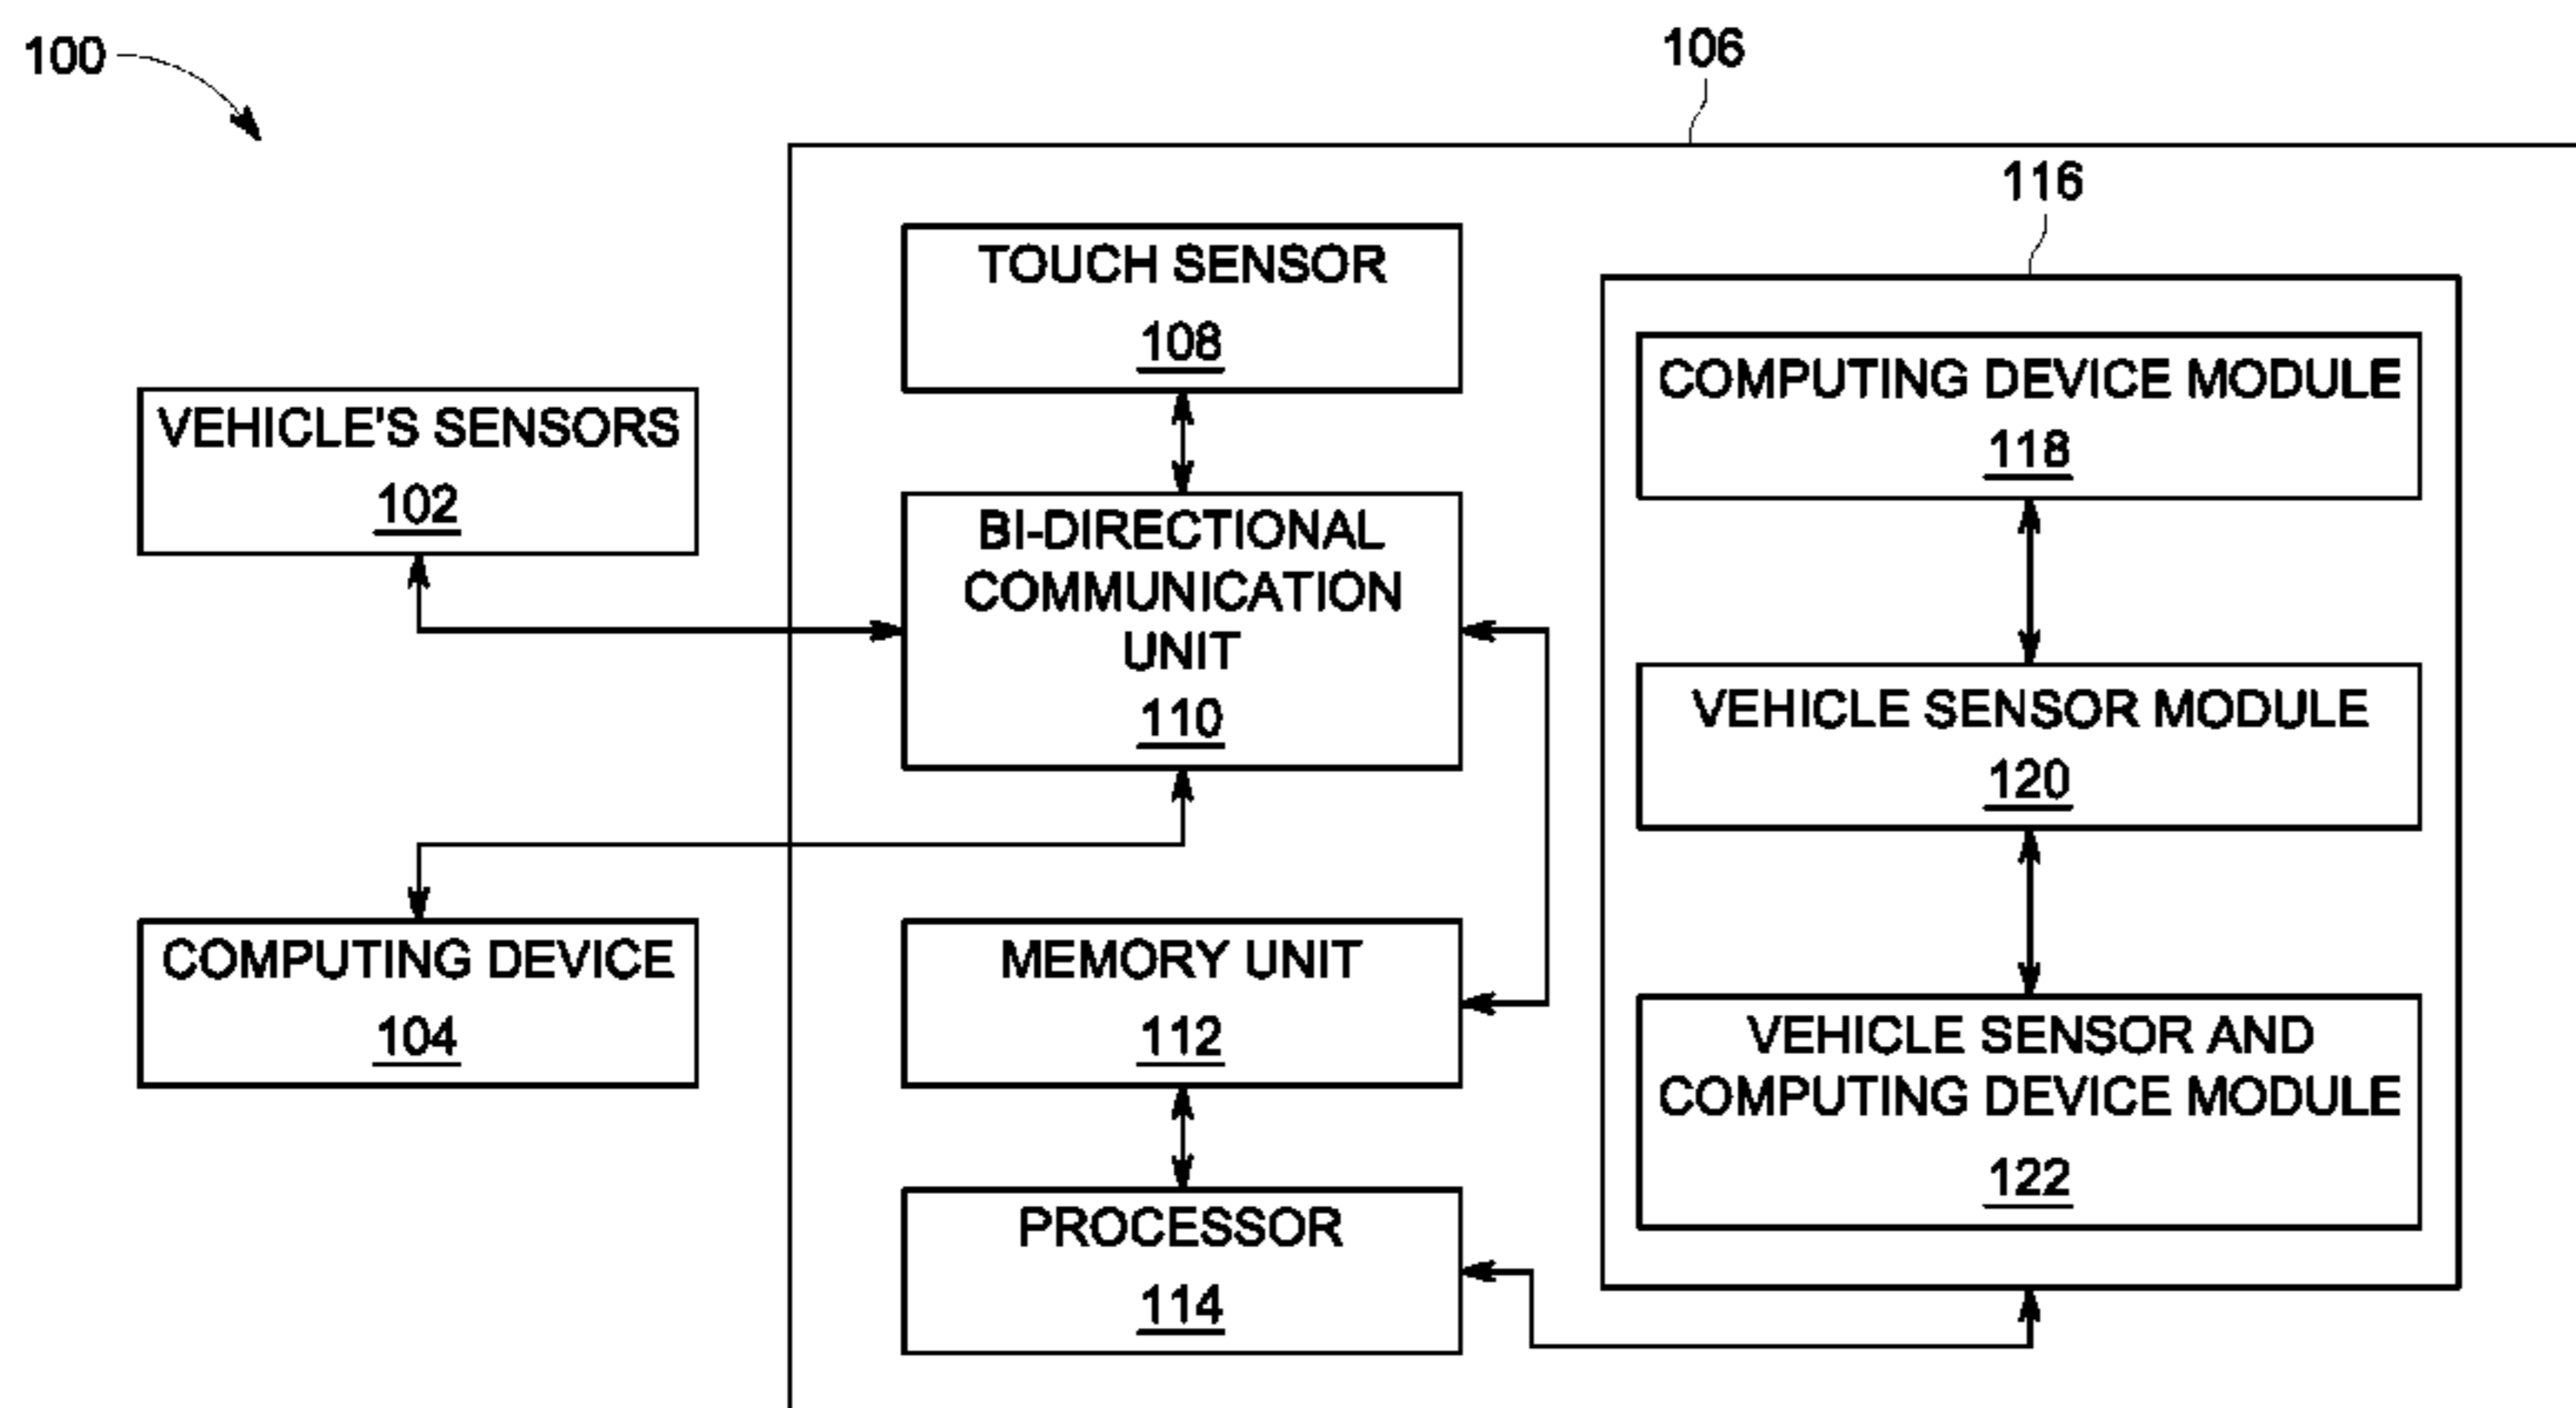 100
106
116
TOUCH SENSOR
108
COMPUTING DEVICE MODULE
118
VEHICLE'S SENSORS
102
BI-DIRECTIONAL
COMMUNICATION
UNIT
110
VEHICLE SENSOR MODULE
120
COMPUTING DEVICE
104
MEMORY UNIT
112
VEHICLE SENSOR AND
COMPUTING DEVICE MODULE
122
PROCESSOR
114